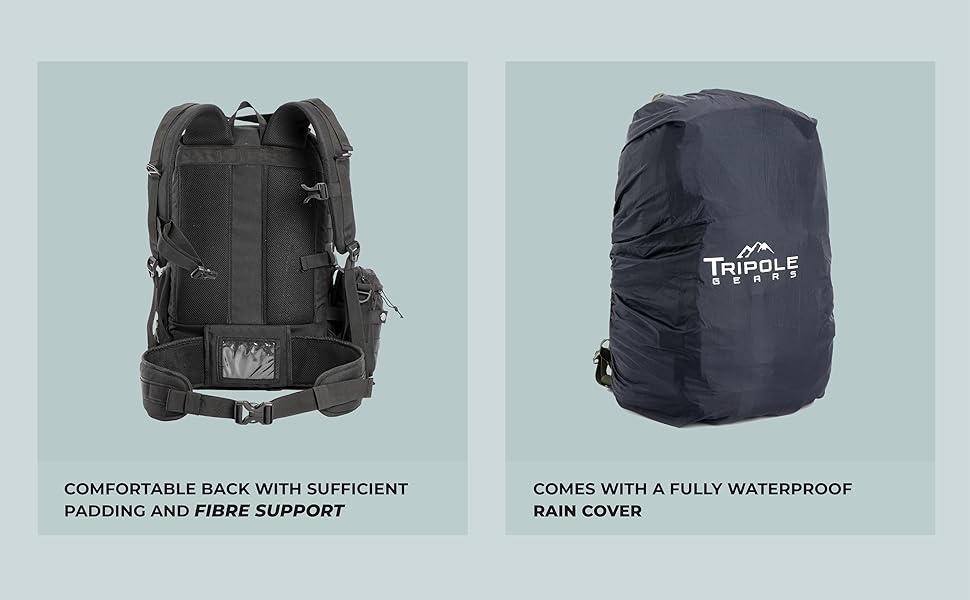 COMFORTABLE BACK WITH SUFFICIENT
PADDING AND FIBRE SUPPORT
TRIPOLE
GEARS
COMES WITH A FULLY WATERPROOF
RAIN COVER